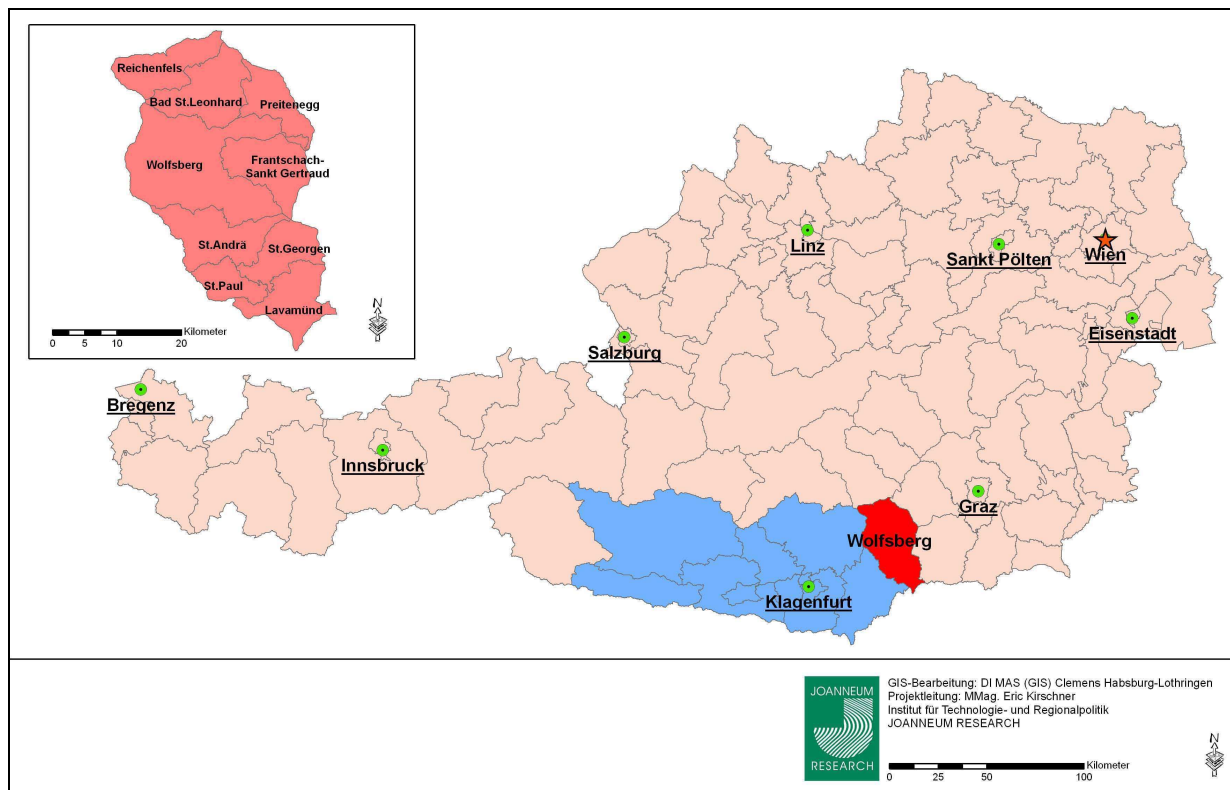 Reichenfels
Bad St.Leonhard
Preitenegg
Wolfsberg
Frantschach-
Sankt Gertraud
St.Andrä
St.Georgen
St.Paul
Lavamünd
N
Kilometer
0 5 10 20
Linz
Sankt Pölten
Wien
Eisenstadt
Salzburg
Bregenz
Innsbruck
Graz
Wolfsberg
Klagenfurt
JOANNEUM
RESEARCH
GIS-Bearbeitung: DI MAS (GIS) Clemens Habsburg-Lothringen
Projektleitung: MMag. Eric Kirschner
Institut für Technologie- und Regionalpolitik
JOANNEUM RESEARCH
N
Kilometer
0 25 50 100